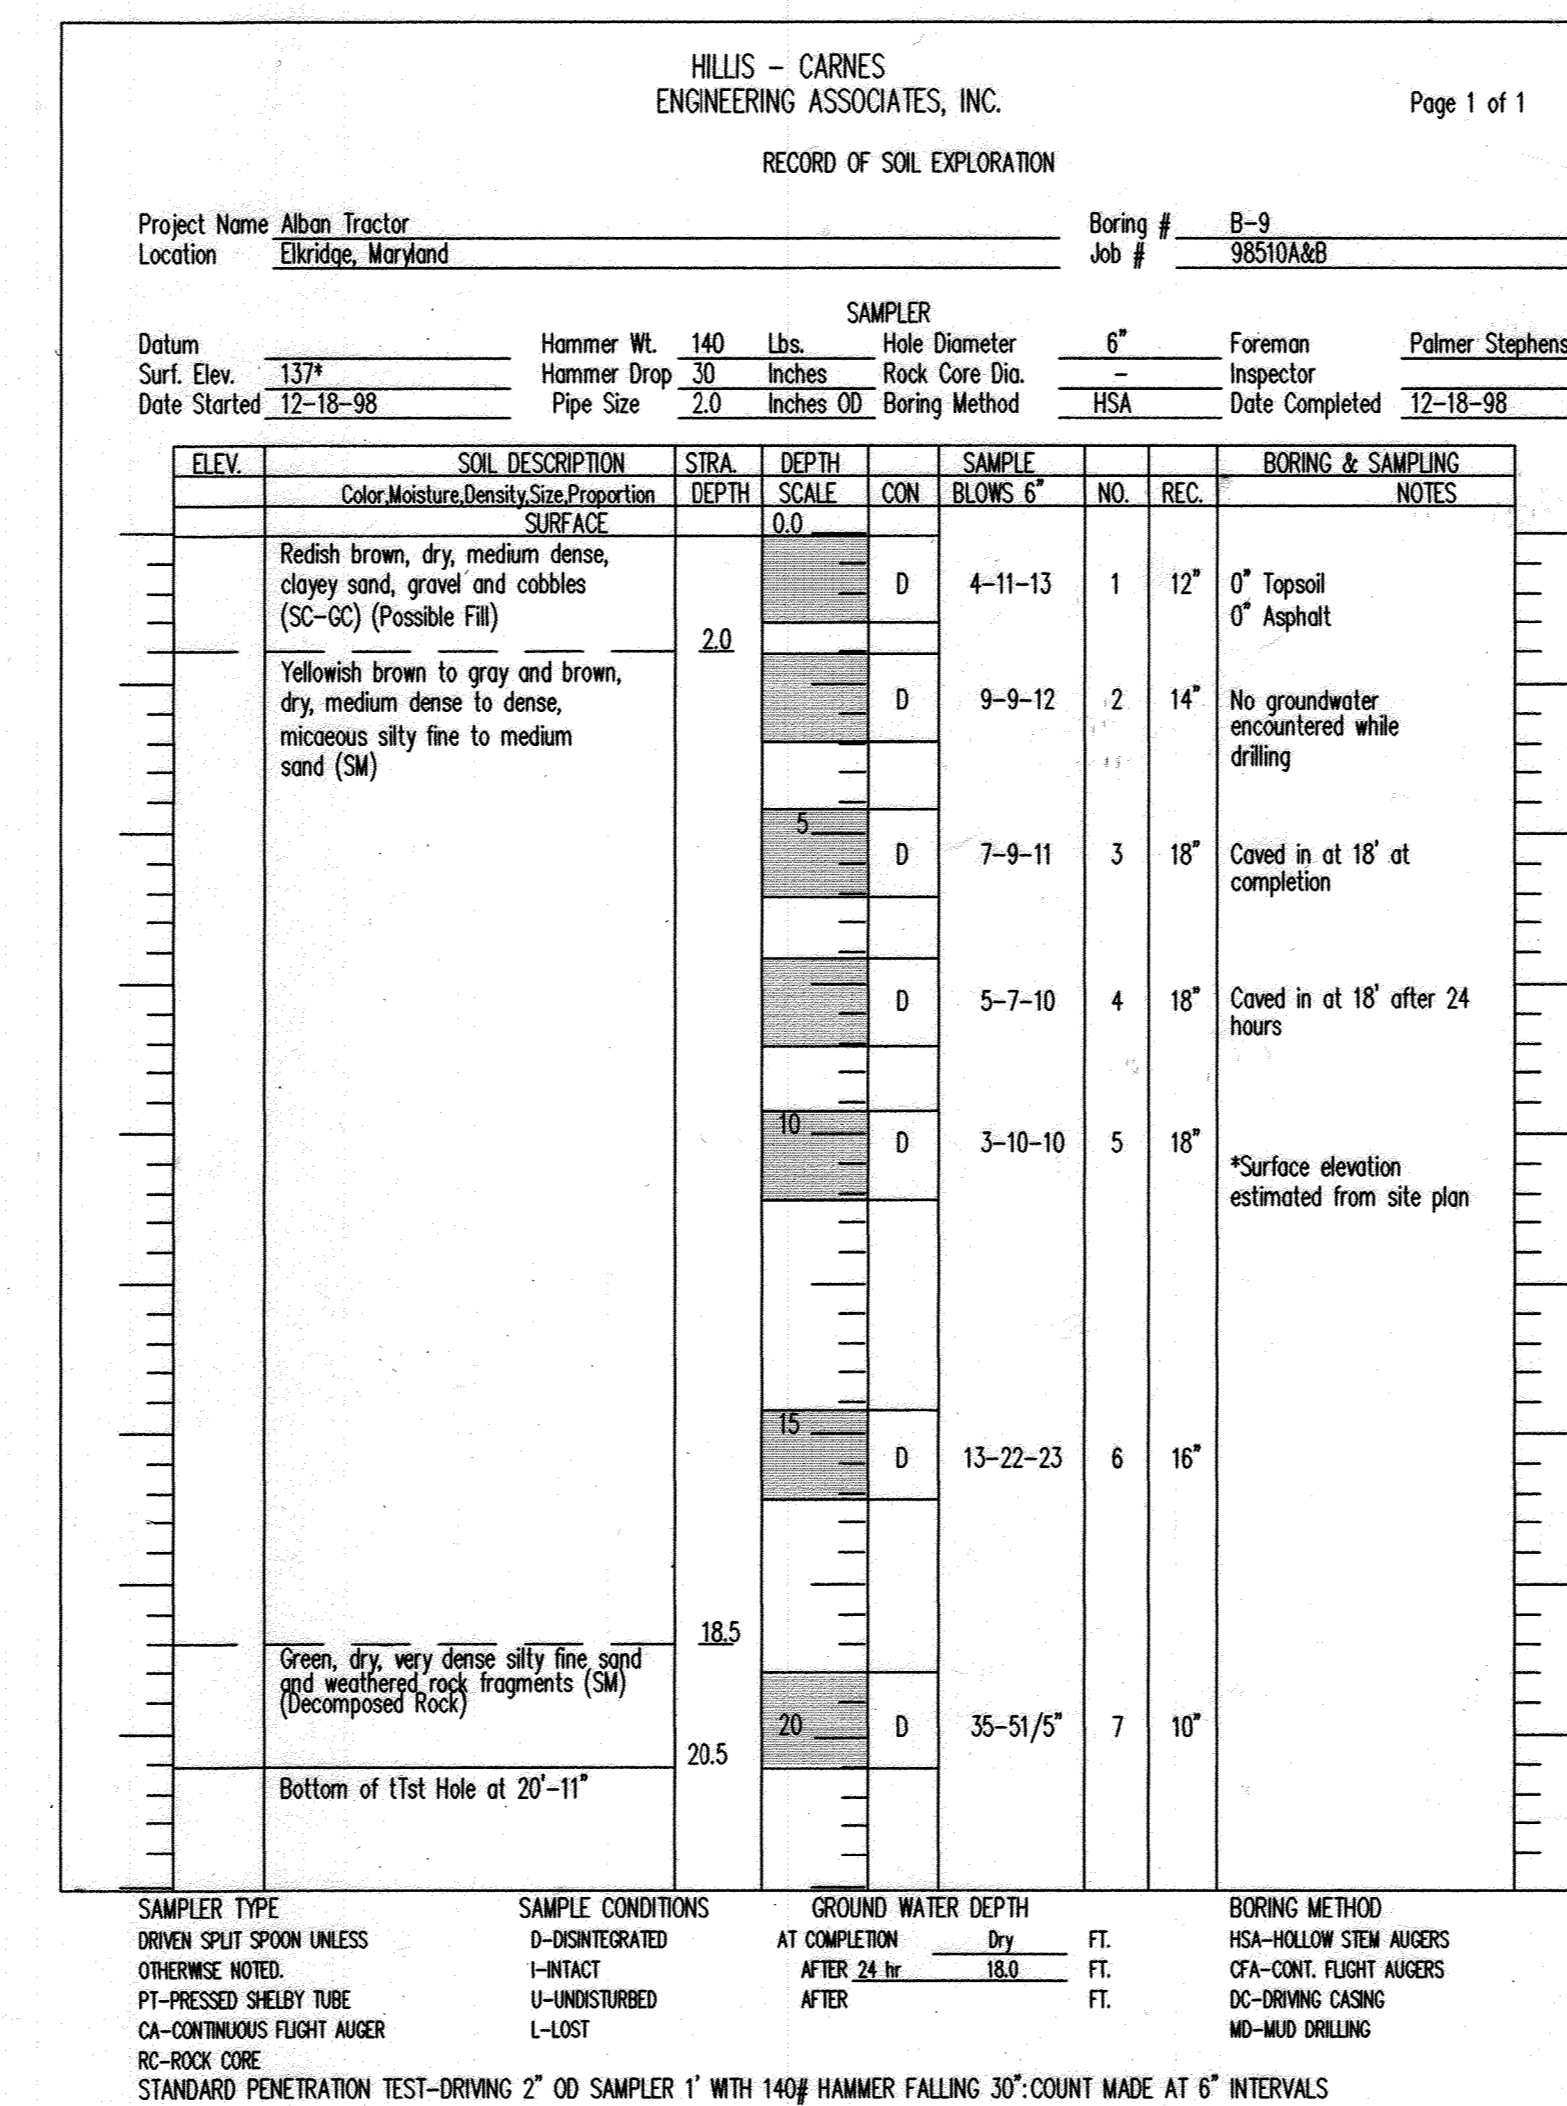 HILLIS - CARNES
ENGINEERING ASSOCIATES, INC.
Page 1 of 1
RECORD OF SOIL EXPLORATION
Project Name Alban Tractor Boring # B-9
Location Elkridge, Maryland Job # 98510A&B
SAMPLER
Datum Hammer Wt. 140 Lbs. Hole Diameter 6" Foreman Palmer Stephens
Surf. Elev. 137* Hammer Drop 30 Inches Rock Core Dia. - Inspector
Date Started 12-18-98 Pipe Size 2.0 Inches OD Boring Method HSA Date Completed 12-18-98
ELEV. SOIL DESCRIPTION STRA. DEPTH SAMPLE BORING & SAMPLING
Color,Moisture,Density,Size,Proportion DEPTH SCALE CON BLOWS 6" NO. REC. NOTES
SURFACE 0.0
Redish brown, dry, medium dense,
clayey sand, gravel and cobbles D 4-11-13 1 12" 0" Topsoil
(SC-GC) (Possible Fill) 0" Asphalt
2.0
Yellowish brown to gray and brown,
dry, medium dense to dense, D 9-9-12 2 14" No groundwater
encountered while
micaeous silty fine to medium
drilling
sand (SM)
5
D 7-9-11 3 18" Caved in at 18' at
completion
D 5-7-10 4 18" Caved in at 18' after 24
hours
10
D 3-10-10 5 18"
*Surface elevation
estimated from site plan
15
D 13-22-23 6 16"
18.5
Green, dry, very dense silty fine sand
and weathered rock fragments (SM)
(Decomposed Rock)
20 D 35-51/5" 7 10"
20.5
Bottom of tTst Hole at 20'-11"
SAMPLER TYPE SAMPLE CONDITIONS GROUND WATER DEPTH BORING METHOD
DRIVEN SPLIT SPOON UNLESS D-DISINTEGRATED AT COMPLETION Dry FT. HSA-HOLLOW STEM AUGERS
OTHERWISE NOTED. I-INTACT AFTER 24 hr 18.0 FT. CFA-CONT. FLIGHT AUGERS
PT-PRESSED SHELBY TUBE U-UNDISTURBED AFTER FT. DC-DRIVING CASING
CA-CONTINUOUS FLIGHT AUGER L-LOST MD-MUD DRILLING
RC-ROCK CORE
STANDARD PENETRATION TEST-DRIVING 2" OD SAMPLER 1' WITH 140# HAMMER FALLING 30":COUNT MADE AT 6" INTERVALS